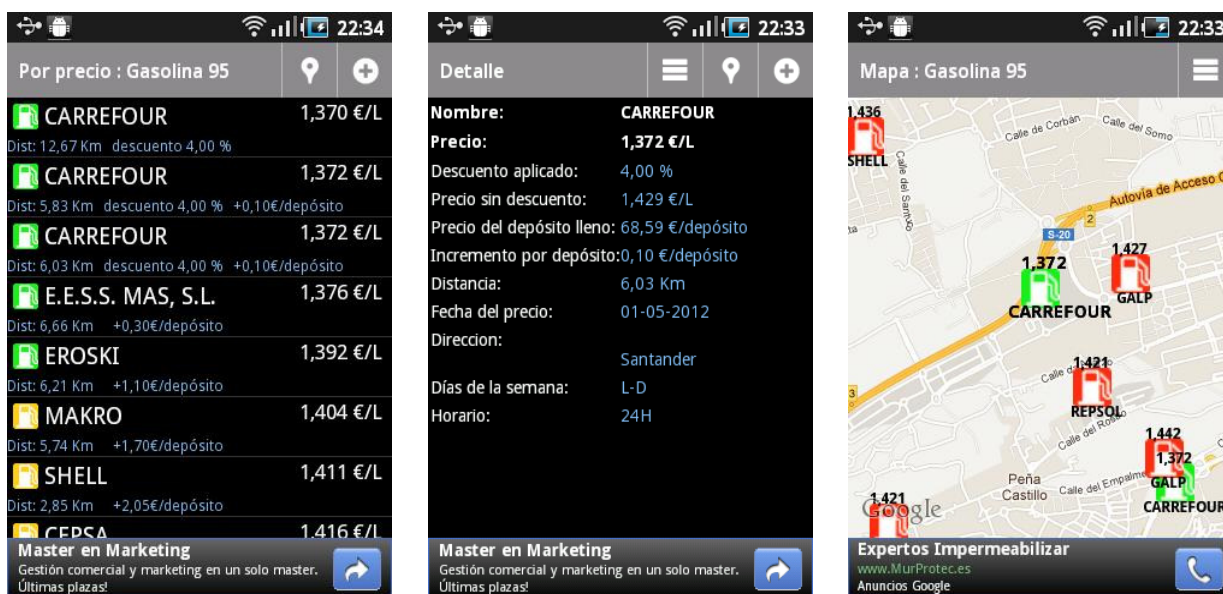 22:34
Por precio : Gasolina 95
CARREFOUR 1,370 €/L
Dist: 12,67 Km descuento 4,00 %
CARREFOUR 1,372 €/L
Dist: 5,83 Km descuento 4,00 % +0,10€/depósito
CARREFOUR 1,372 €/L
Dist: 6,03 Km descuento 4,00 % +0,10€/depósito
E.E.S.S. MAS, S.L. 1,376 €/L
Dist: 6,66 Km +0,30€/depósito
EROSKI 1,392 €/L
Dist: 6,21 Km +1,10€/depósito
MAKRO 1,404 €/L
Dist: 5,74 Km +1,70€/depósito
SHELL 1,411 €/L
Dist: 2,85 Km +2,05€/depósito
CEPSA 1,416 €/L
Master en Marketing
Gestión comercial y marketing en un solo master.
Últimas plazas!
22:33
Detalle
Nombre: CARREFOUR
Precio: 1,372 €/L
Descuento aplicado: 4,00 %
Precio sin descuento: 1,429 €/L
Precio del depósito lleno: 68,59 €/depósito
Incremento por depósito: 0,10 €/depósito
Distancia: 6,03 Km
Fecha del precio: 01-05-2012
Direccion:
Santander
Días de la semana: L-D
Horario: 24H
Master en Marketing
Gestión comercial y marketing en un solo master.
Últimas plazas!
22:33
Mapa : Gasolina 95
1,436
SHELL
Calle de Corbán
Calle del Somo
Calle del Santuco
Autovía de Acceso
2
S-20
1,372
CARREFOUR
1,427
GALP
1,421
REPSOL
3
Calle del
1,442
1,372
GALP
CARREFOUR
Peña
Castillo
Calle del Empalme
1,421
Google
Expertos Impermeabilizar
www.MurProtec.es
Anuncios Google